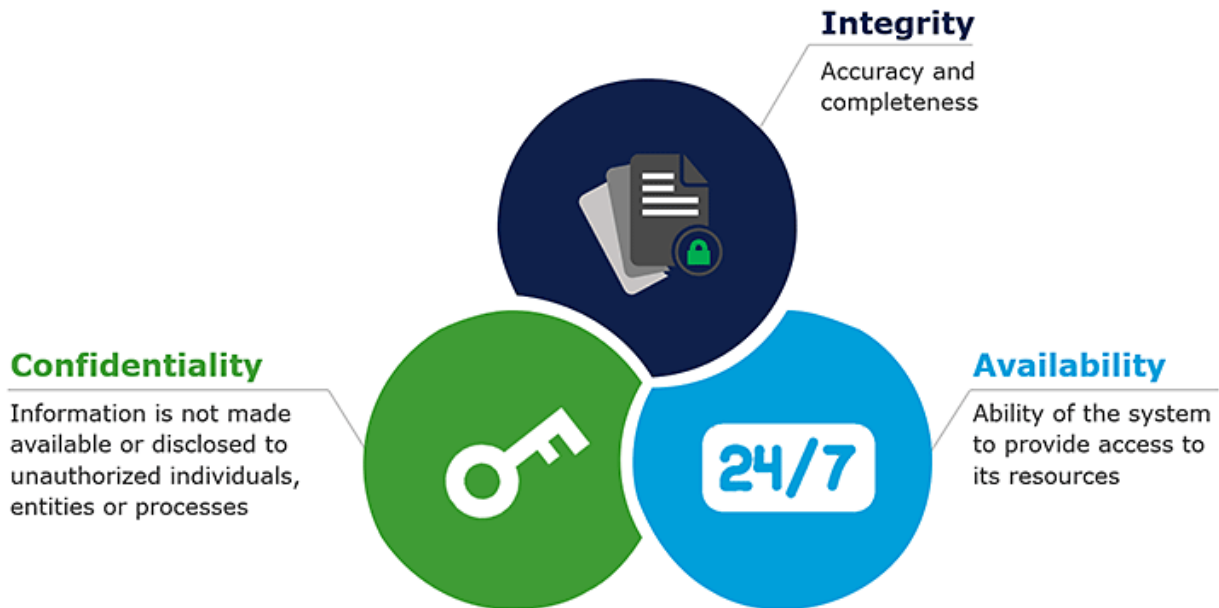 Integrity
Accuracy and
completeness
Confidentiality
Information is not made
available or disclosed to
unauthorized individuals,
entities or processes
24/7
Availability
Ability of the system
to provide access to
its resources